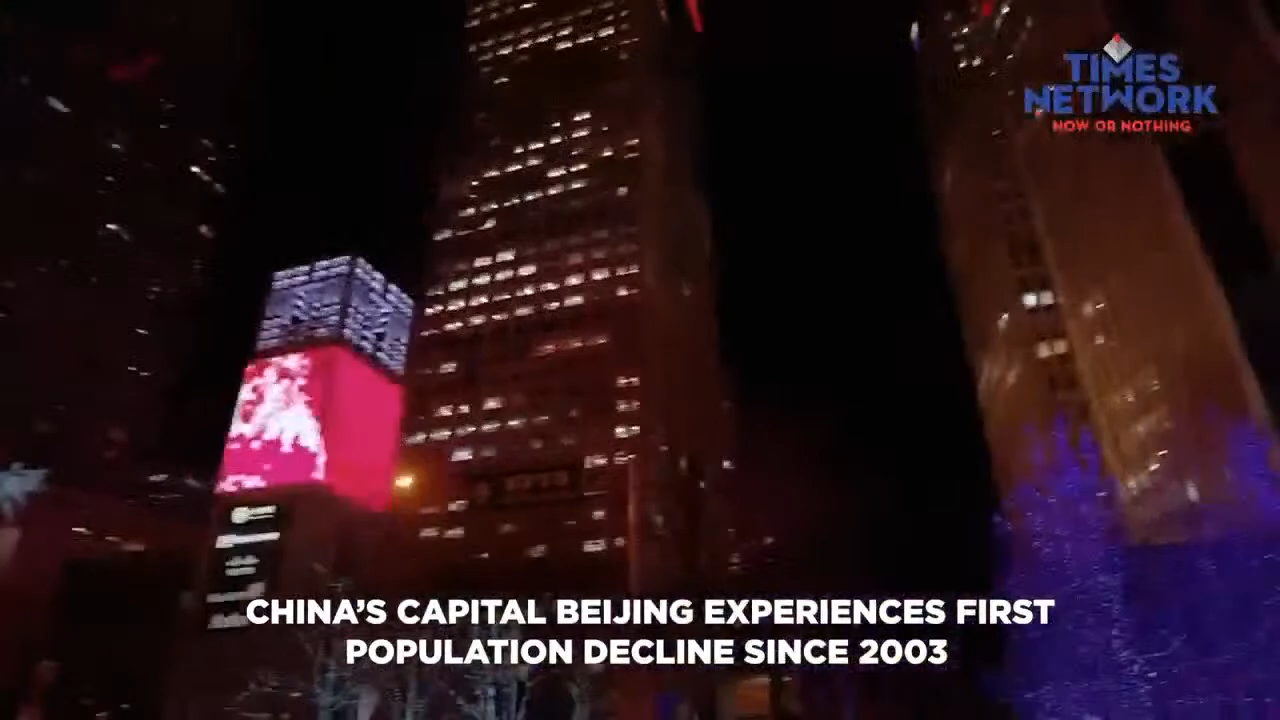 TIMES
NETWORK
NOW OR NOTHING
CHINA'S CAPITAL BEIJING EXPERIENCES FIRST
POPULATION DECLINE SINCE 2003